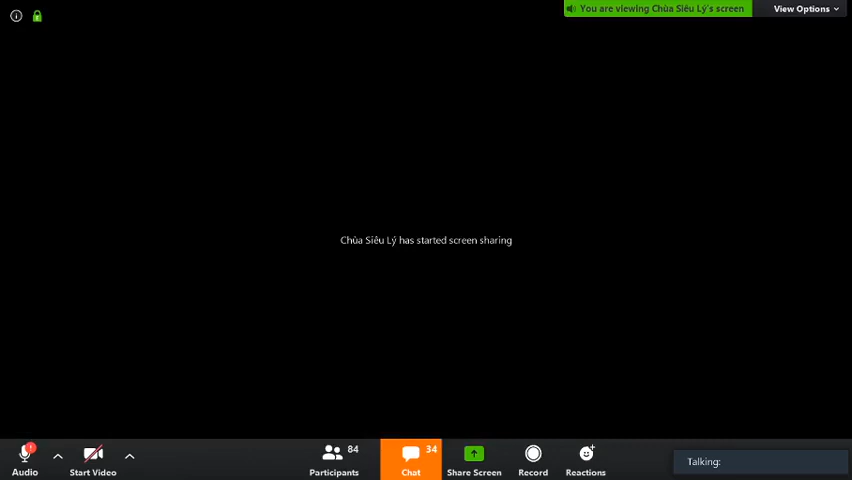 You are viewing Chùa Siêu Lý's screen
View Options
Chùa Siêu Lý has started screen sharing
Audio
Start Video
84
Participants
34
Chat
Share Screen
Record
Reactions
Talking: